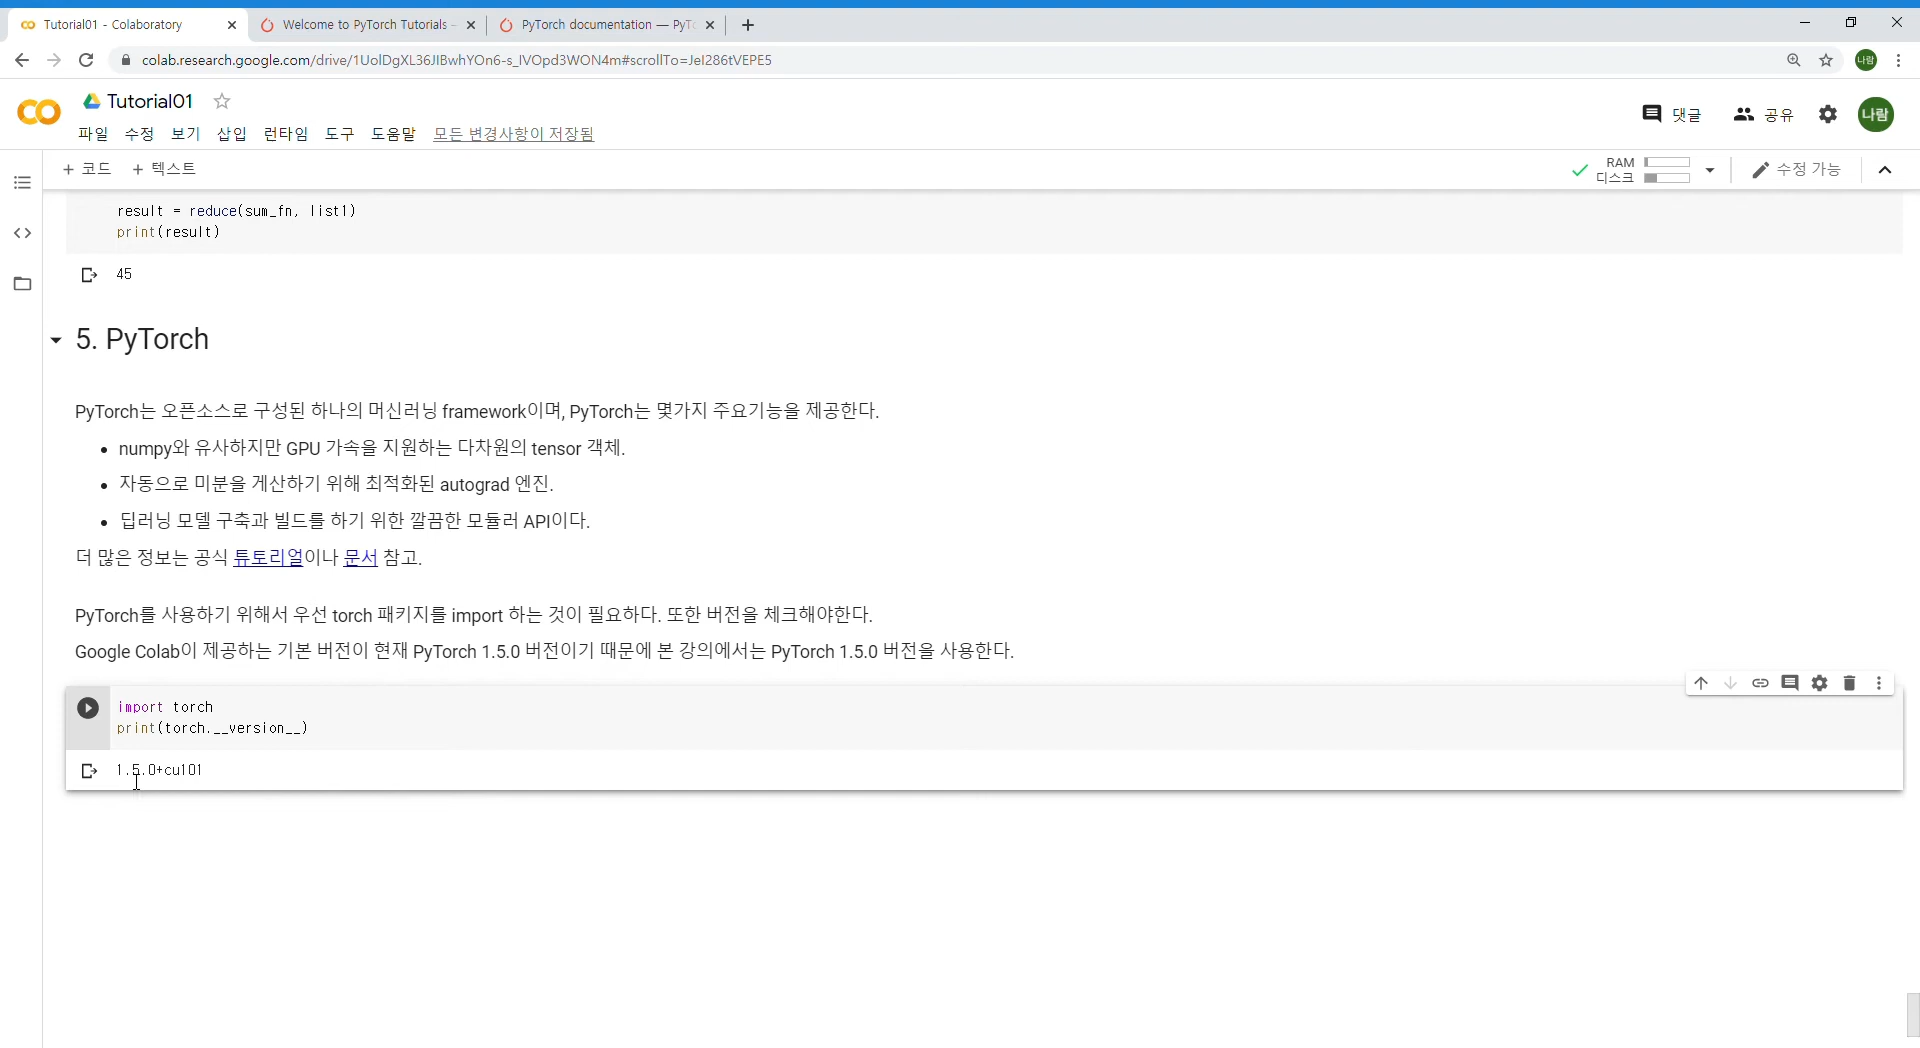 Tutorial01 - Colaboratory
Welcome to PyTorch Tutorials -
PyTorch documentation — PyT
colab.research.google.com/drive/1UolDgXL36JIBwhYOn6-s_IVOpd3WON4m#scrollTo=JeI286tVEPE5
나람
Tutorial01
파일 수정 보기 삽입 런타임 도구 도움말 모든 변경사항이 저장됨
댓글
공유
나람
+ 코드 + 텍스트
RAM
디스크
수정 가능
result = reduce(sum_fn, list1)
print(result)
45
5. PyTorch
PyTorch는 오픈소스로 구성된 하나의 머신러닝 framework이며, PyTorch는 몇가지 주요기능을 제공한다.
• numpy와 유사하지만 GPU 가속을 지원하는 다차원의 tensor 객체.
• 자동으로 미분을 게산하기 위해 최적화된 autograd 엔진.
• 딥러닝 모델 구축과 빌드를 하기 위한 깔끔한 모듈러 API이다.
더 많은 정보는 공식 튜토리얼이나 문서 참고.
PyTorch를 사용하기 위해서 우선 torch 패키지를 import 하는 것이 필요하다. 또한 버전을 체크해야한다.
Google Colab이 제공하는 기본 버전이 현재 PyTorch 1.5.0 버전이기 때문에 본 강의에서는 PyTorch 1.5.0 버전을 사용한다.
import torch
print(torch.__version__)
1.5.0+cu101